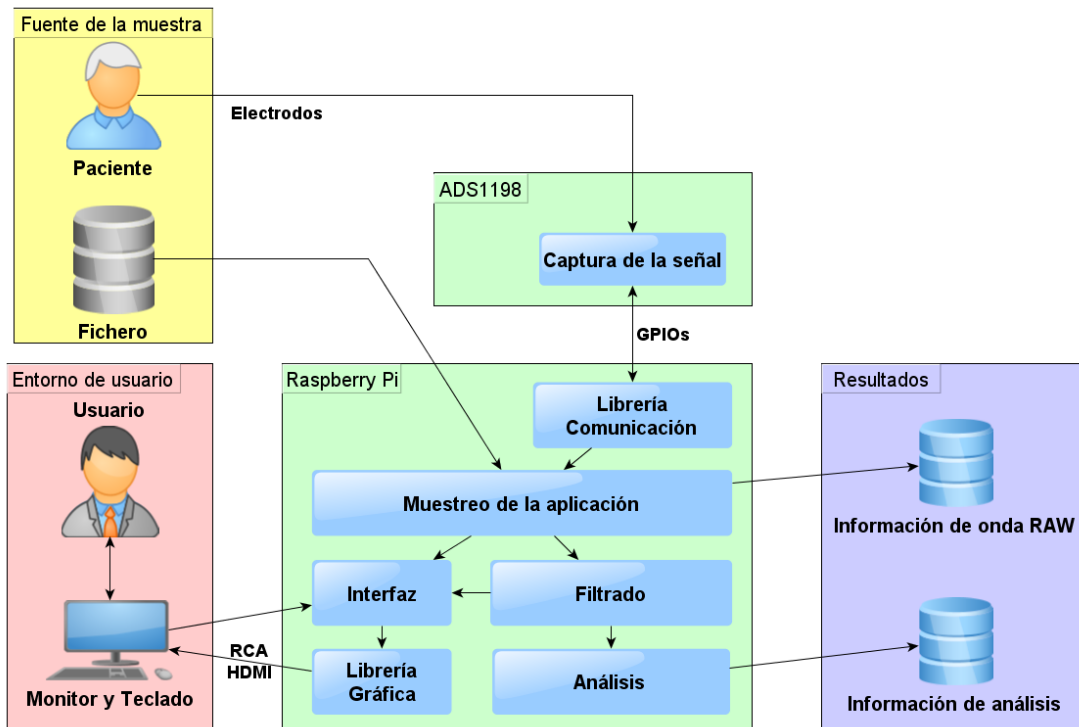 Fuente de la muestra
Paciente
Fichero
Electrodos
ADS1198
Captura de la señal
GPIOs
Entorno de usuario
Usuario
Monitor y Teclado
RCA
HDMI
Raspberry Pi
Librería
Comunicación
Muestreo de la aplicación
Interfaz
Filtrado
Librería
Gráfica
Análisis
Resultados
Información de onda RAW
Información de análisis